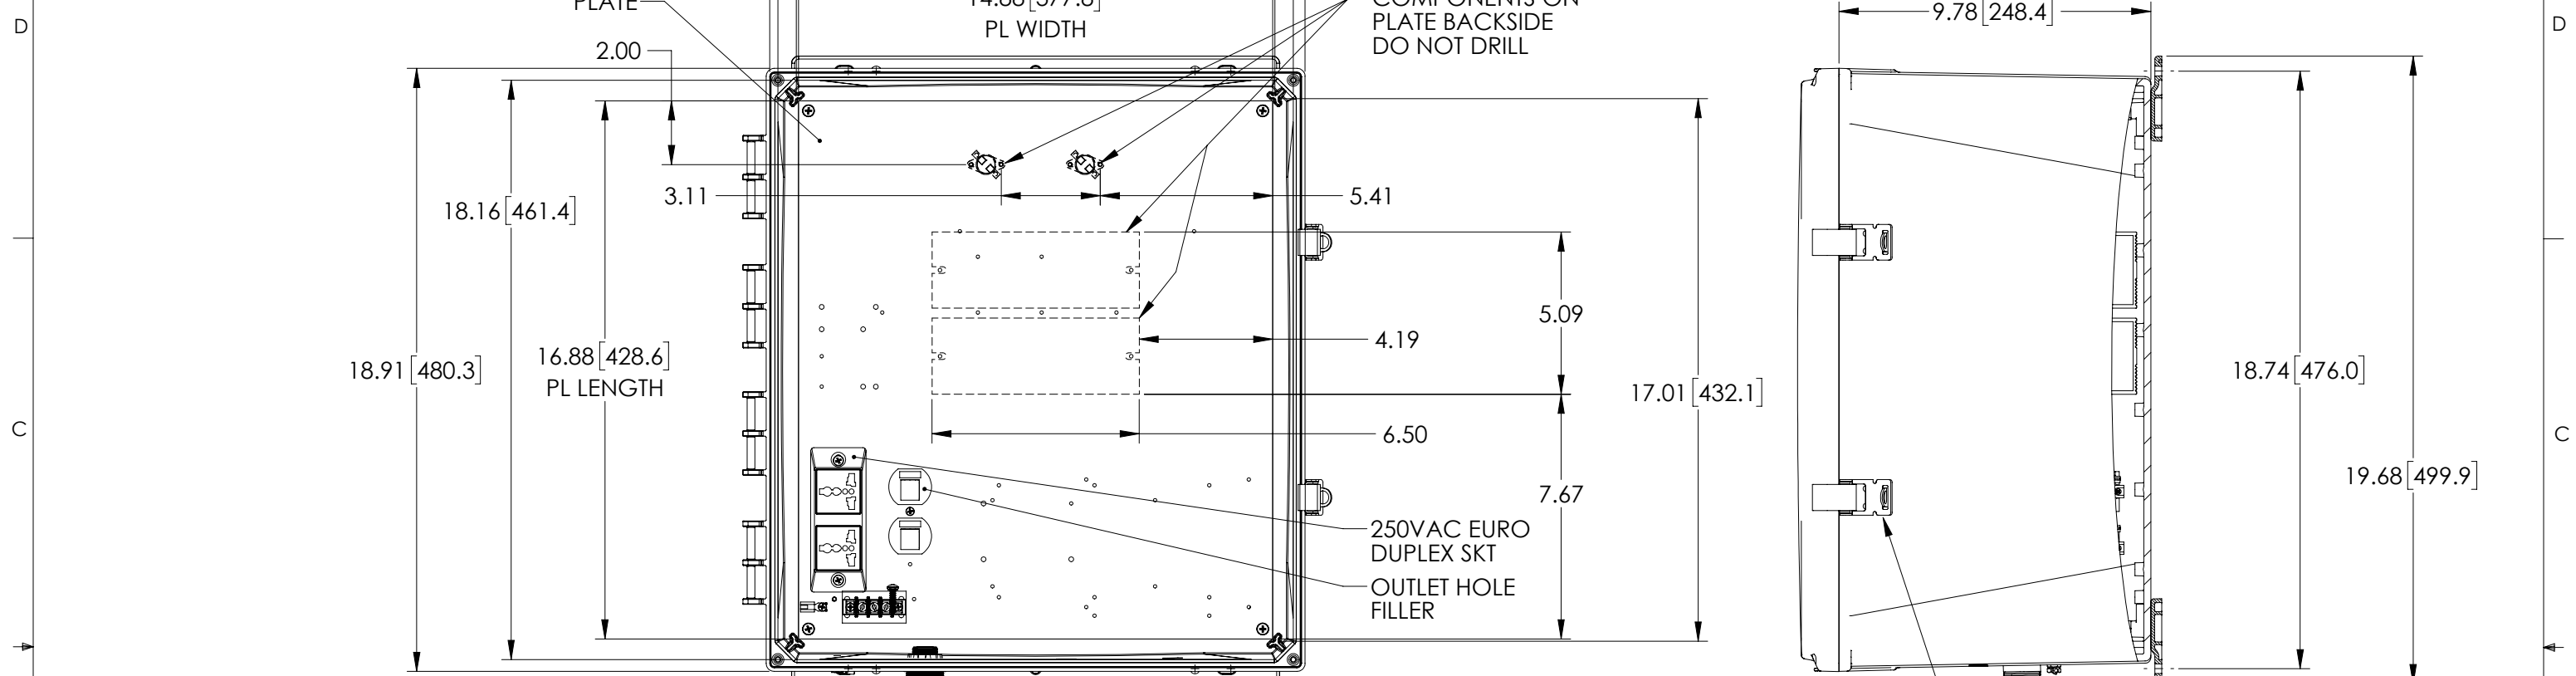 D
PLATE
14.88[377.8]
PL WIDTH
COMPONENTS ON
PLATE BACKSIDE
DO NOT DRILL
9.78[248.4]
D
2.00
3.11
5.41
18.16[461.4]
5.09
4.19
18.91[480.3]
16.88[428.6]
PL LENGTH
17.01[432.1]
18.74[476.0]
C
6.50
C
7.67
19.68[499.9]
250VAC EURO
DUPLEX SKT
OUTLET HOLE
FILLER